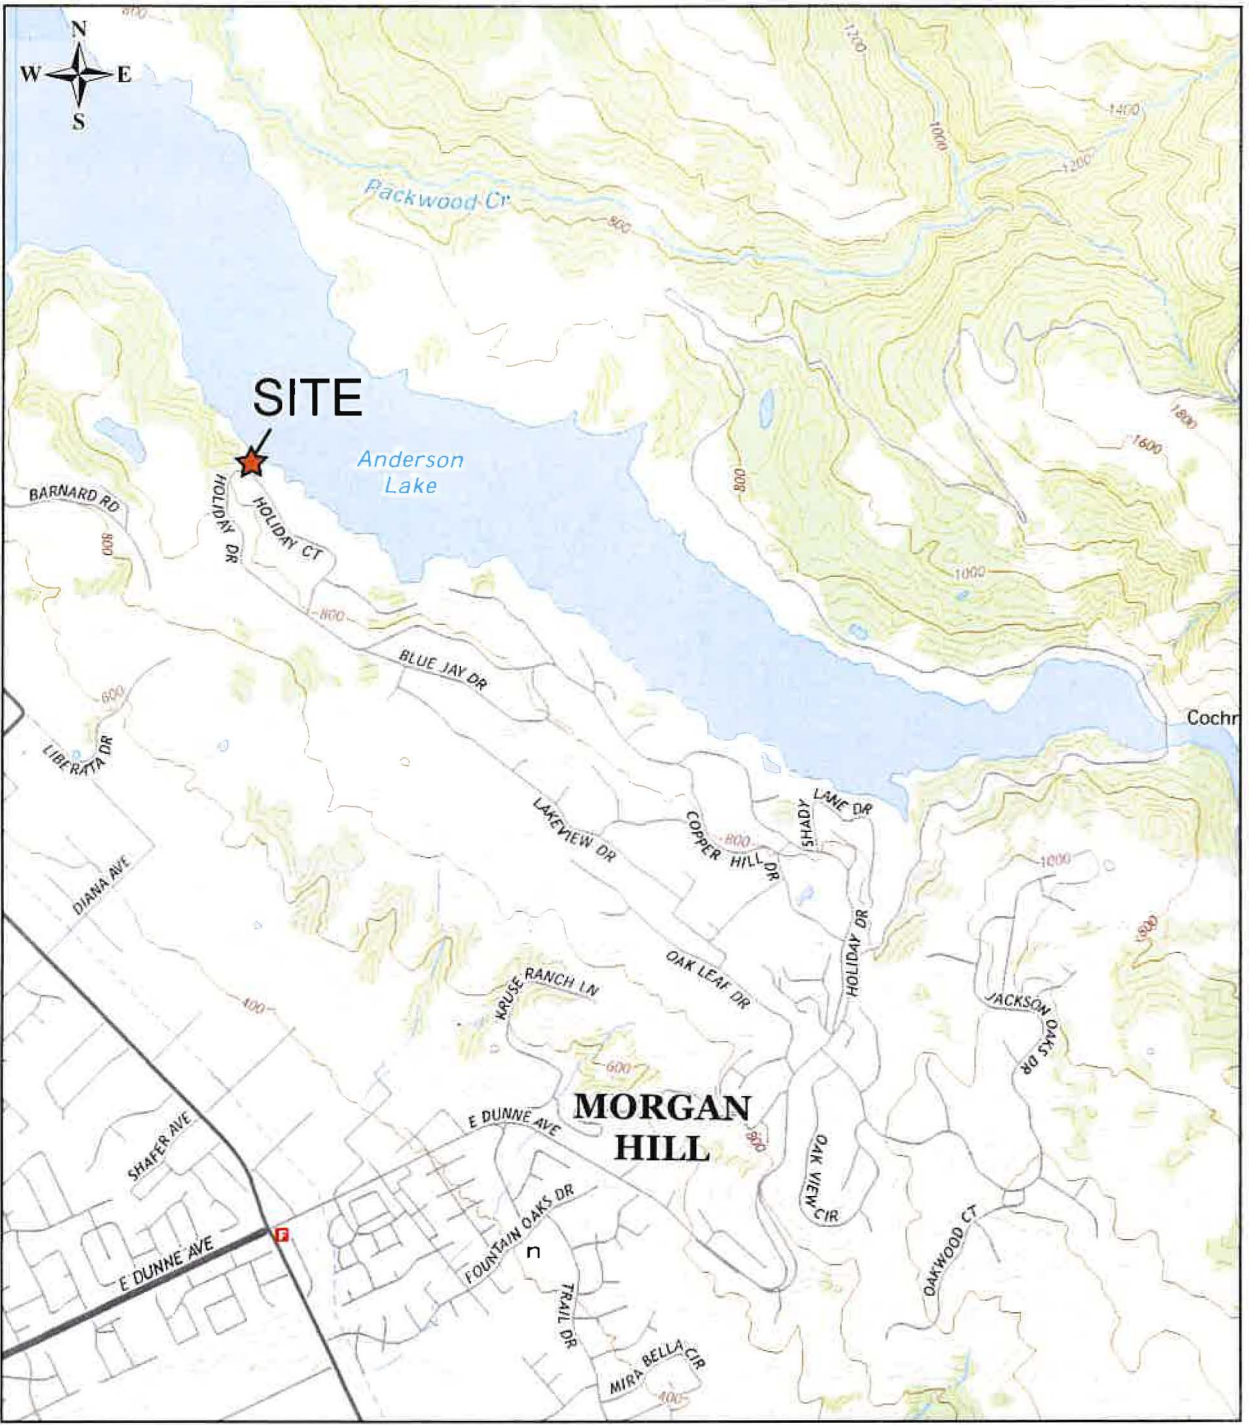 800
N
W E
S
1200
1000
1400
1200
Packwood Cr
800
SITE
1800
1600
Anderson
Lake
800
BARNARD RD
HOLIDAY DR
HOLIDAY CT
800
1000
800
BLUE JAY DR
600
Cochr
LIBERATA DR
LANE DR
SHADY
LAKEVIEW DR
COPPER HILL DR
800
1000
DIANA AVE
800
HOLIDAY DR
OAK LEAF DR
KRUSE RANCH LN
400
JACKSON OAKS DR
600
MORGAN
HILL
E DUNNE AVE
800
SHAFER AVE
OAK VIEW CIR
FOUNTAIN OAKS DR
OAKWOOD CT
F
n
E DUNNE AVE
TRAIL DR
MIRA BELLA CIR
400